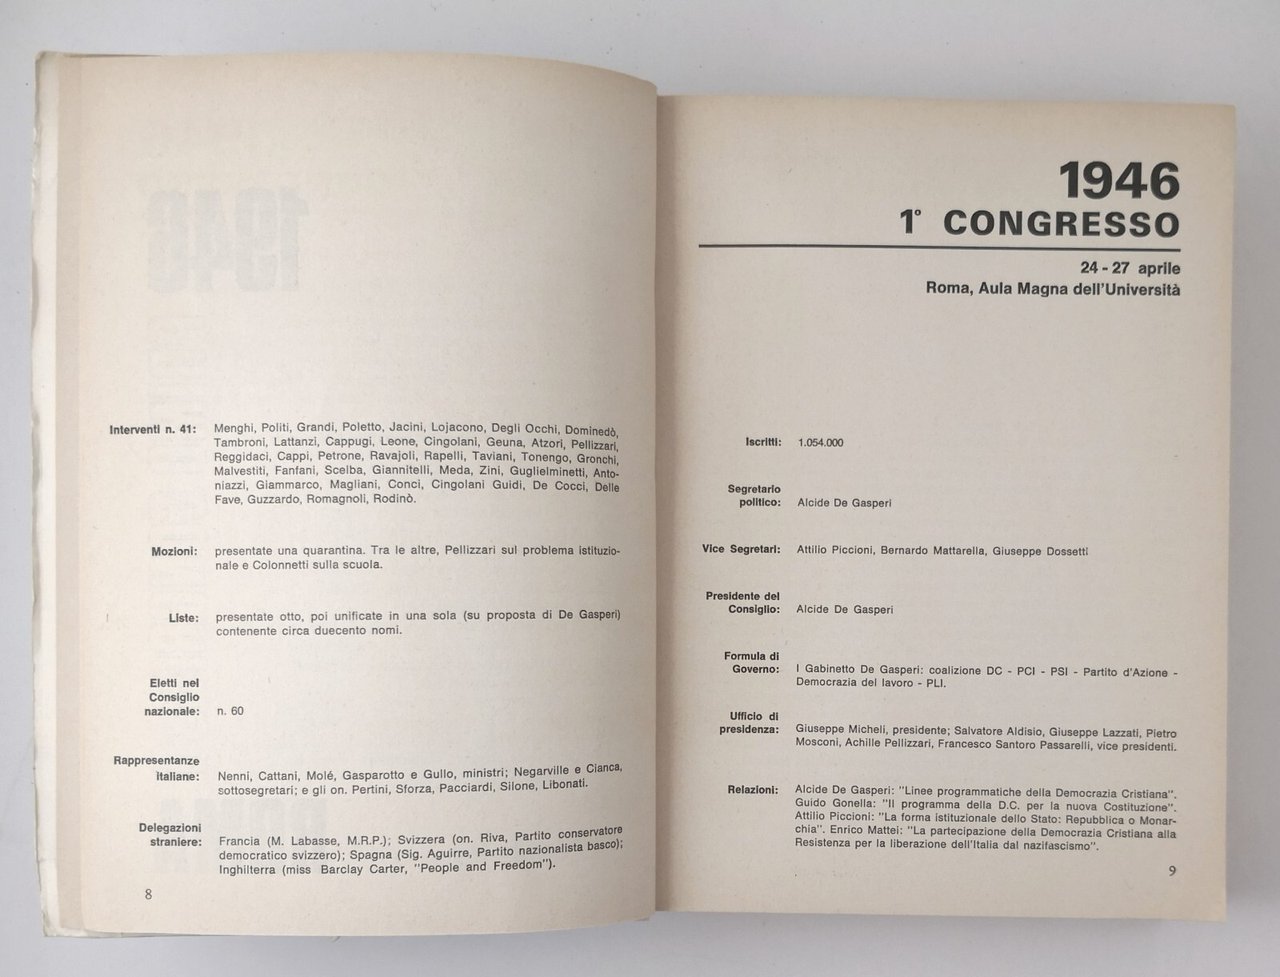 Interventi n. 41: Menghi, Politi, Grandi, Poletto, Jacini, Lojacono, Degli Occhi, Dominedò,
Tambroni, Lattanzi, Cappugi, Leone, Cingolani, Geuna, Atzori, Pellizzari,
Reggidaci, Cappi, Petrone, Ravajoli, Rapelli, Taviani, Tonengo, Gronchi,
Malvestiti, Fanfani, Scelba, Giannitelli, Meda, Zini, Guglielminetti, Anto-
niazzi, Giammarco, Magliani, Conci, Cingolani Guidi, De Cocci, Delle
Fave, Guzzardo, Romagnoli, Rodinò.
Mozioni: presentate una quarantina. Tra le altre, Pellizzari sul problema istituzio-
nale e Colonnetti sulla scuola.
Liste: presentate otto, poi unificate in una sola (su proposta di De Gasperi)
contenente circa duecento nomi.
Eletti nel
Consiglio
nazionale: n. 60
Rappresentanze
italiane: Nenni, Cattani, Molé, Gasparotto e Gullo, ministri; Negarville e Cianca,
sottosegretari; e gli on. Pertini, Sforza, Pacciardi, Silone, Libonati.
Delegazioni
straniere: Francia (M. Labasse, M.R.P.); Svizzera (on. Riva, Partito conservatore
democratico svizzero); Spagna (Sig. Aguirre, Partito nazionalista basco);
Inghilterra (miss Barclay Carter, "People and Freedom").
8
1946
1° CONGRESSO
24 - 27 aprile
Roma, Aula Magna dell'Università
Iscritti: 1.054.000
Segretario
politico: Alcide De Gasperi
Vice Segretari: Attilio Piccioni, Bernardo Mattarella, Giuseppe Dossetti
Presidente del
Consiglio: Alcide De Gasperi
Formula di
Governo: I Gabinetto De Gasperi: coalizione DC - PCI - PSI - Partito d'Azione -
Democrazia del lavoro - PLI.
Ufficio di
presidenza: Giuseppe Micheli, presidente; Salvatore Aldisio, Giuseppe Lazzati, Pietro
Mosconi, Achille Pellizzari, Francesco Santoro Passarelli, vice presidenti.
Relazioni: Alcide De Gasperi: "Linee programmatiche della Democrazia Cristiana".
Guido Gonella: "Il programma della D.C. per la nuova Costituzione".
Attilio Piccioni: "La forma istituzionale dello Stato: Repubblica o Monar-
chia". Enrico Mattei: "La partecipazione della Democrazia Cristiana alla
Resistenza per la liberazione dell'Italia dal nazifascismo".
9